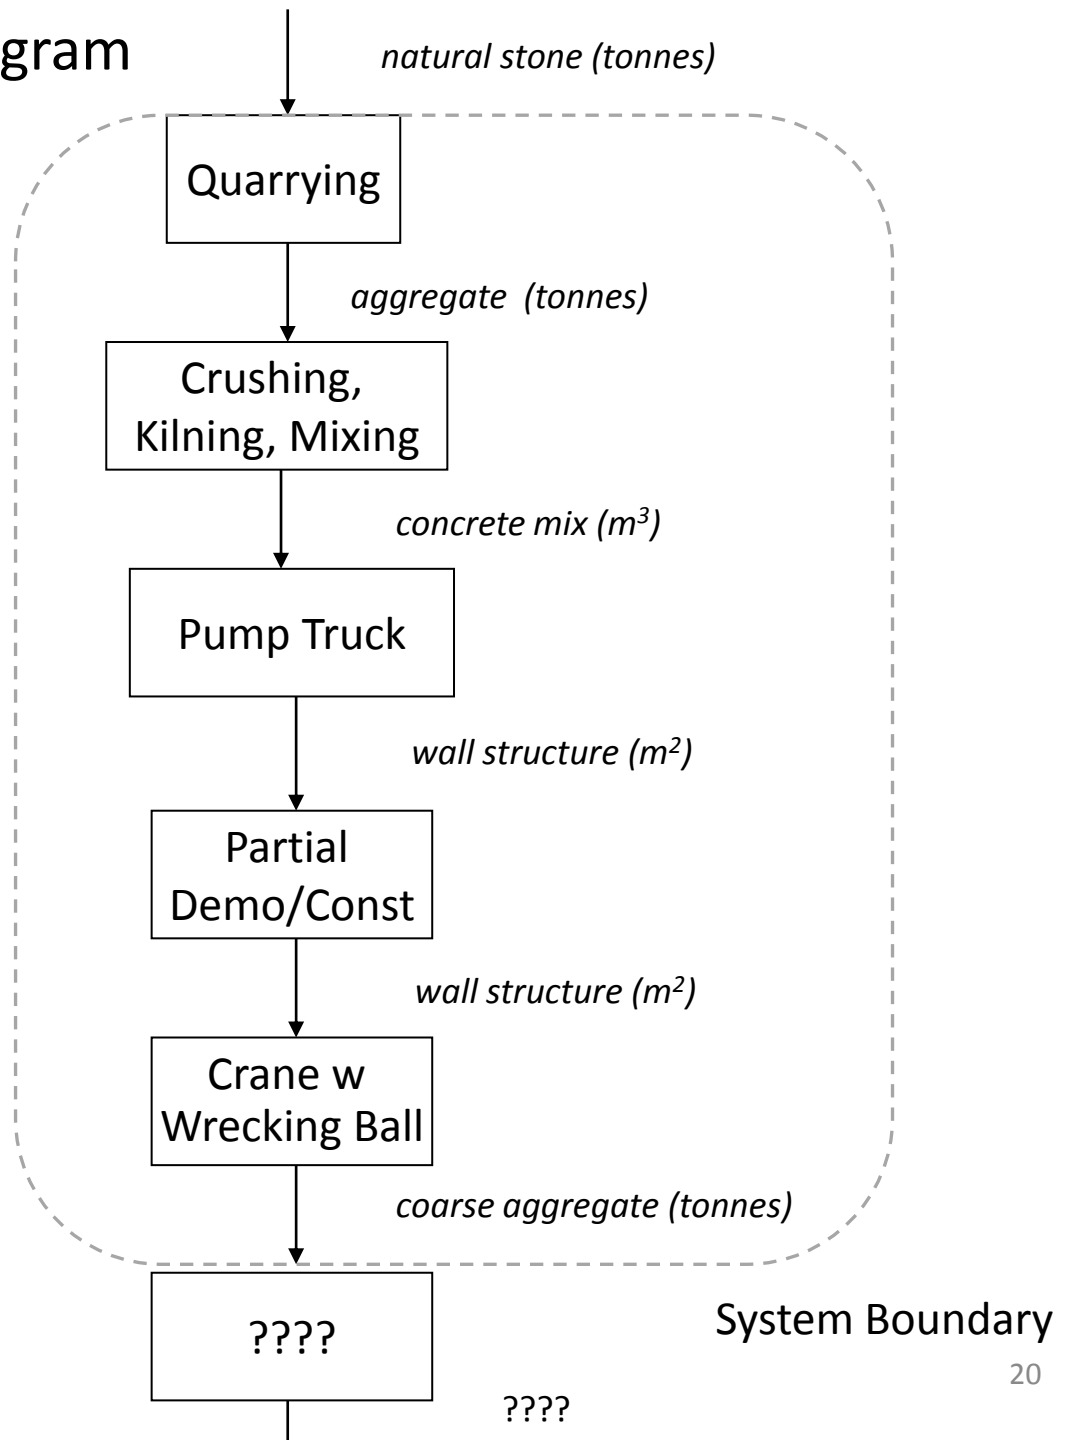 gram
natural stone (tonnes)
Quarrying
aggregate (tonnes)
Crushing,
Kilning, Mixing
concrete mix (m³)
Pump Truck
wall structure (m²)
Partial
Demo/Const
wall structure (m²)
Crane w
Wrecking Ball
coarse aggregate (tonnes)
????
System Boundary
20
????